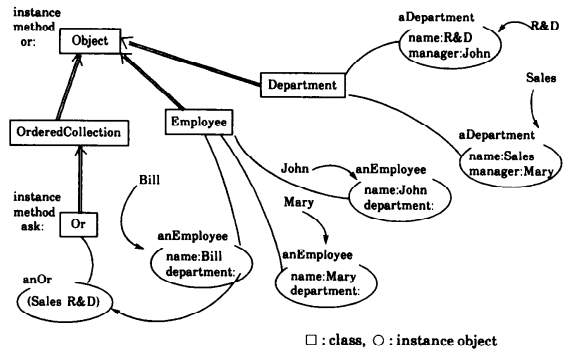 instance
method
or:
Object
aDepartment
name:R&D
manager:John
R&D
Department
Sales
OrderedCollection
Employee
aDepartment
name:Sales
manager:Mary
Bill
John
anEmployee
name:John
department:
Mary
instance
method
ask:
Or
anEmployee
name:Bill
department:
anEmployee
name:Mary
department:
anOr
(Sales R&D)
□ : class, ○ : instance object